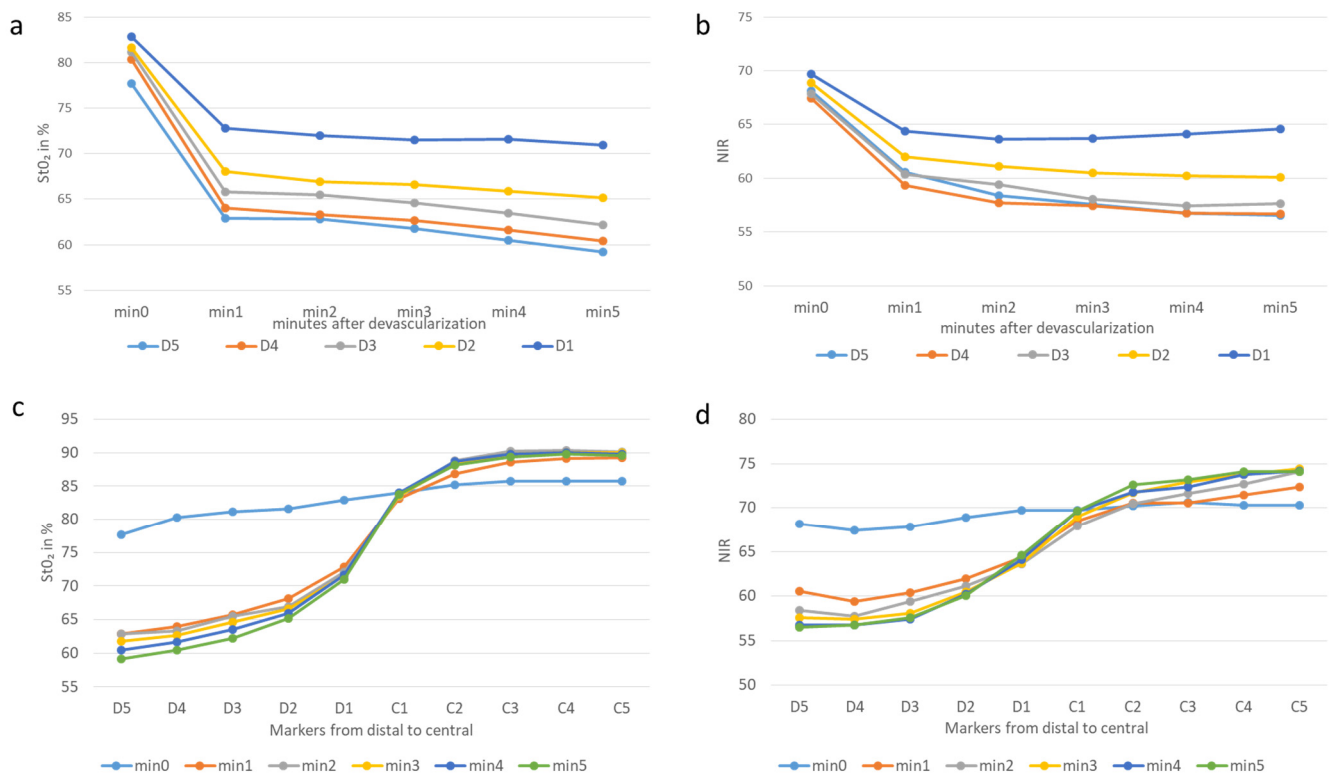 a
85
80
75
70
65
60
55
StO₂ in %
min0 min1 min2 min3 min4 min5
minutes after devascularization
D5 D4 D3 D2 D1
b
70
65
60
55
50
NIR
min0 min1 min2 min3 min4 min5
minutes after devascularization
D5 D4 D3 D2 D1
c
95
90
85
80
75
70
65
60
55
StO₂ in %
D5 D4 D3 D2 D1 C1 C2 C3 C4 C5
Markers from distal to central
min0 min1 min2 min3 min4 min5
d
80
75
70
65
60
55
50
NIR
D5 D4 D3 D2 D1 C1 C2 C3 C4 C5
Markers from distal to central
min0 min1 min2 min3 min4 min5